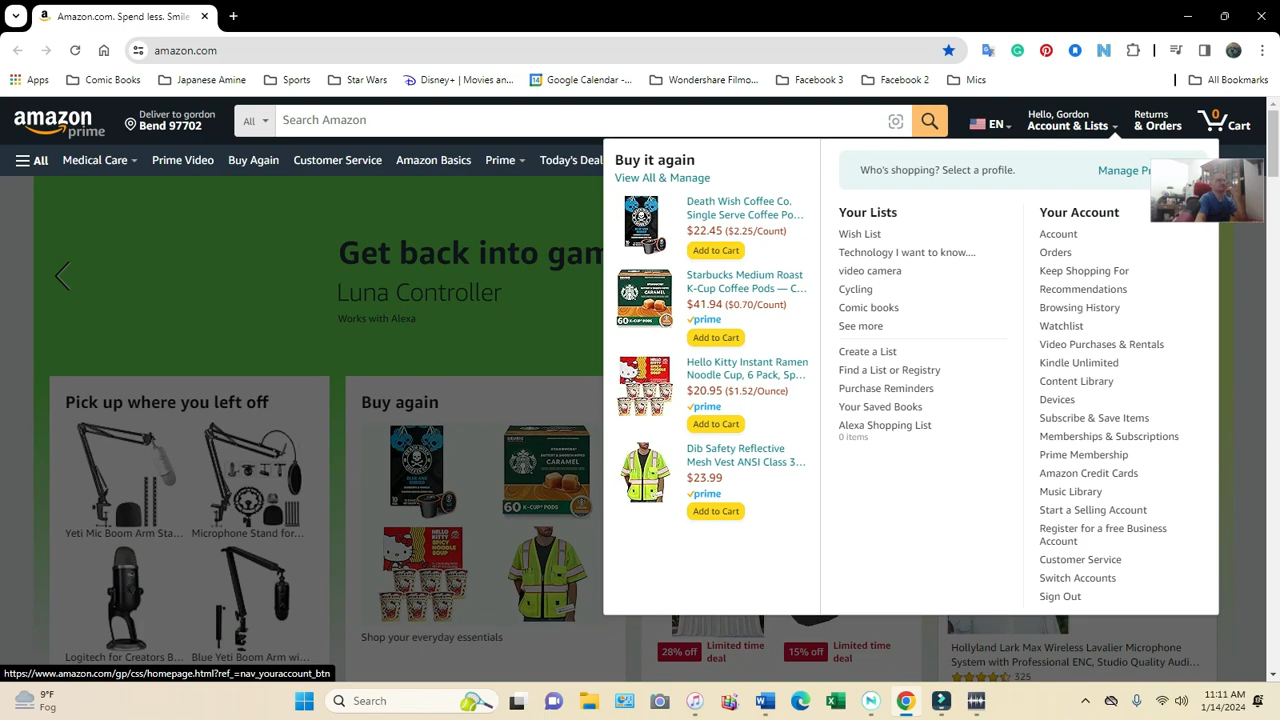 Amazon.com. Spend less. Smile
amazon.com
Apps
Comic Books
Japanese Amine
Sports
Star Wars
Disney+ | Movies an...
Google Calendar -...
Wondershare Filmo...
Facebook 3
Facebook 2
Mics
All Bookmarks
amazon
prime
Deliver to gordon
Bend 97702
All
Search Amazon
EN
Hello, Gordon
Account & Lists
Returns
& Orders
0
Cart
All
Medical Care
Prime Video
Buy Again
Customer Service
Amazon Basics
Prime
Today's Deal
Get back into gam
Luna Controller
Works with Alexa
Buy it again
View All & Manage
Death Wish Coffee Co.
Single Serve Coffee Po...
$22.45 ($2.25/Count)
Add to Cart
Starbucks Medium Roast
K-Cup Coffee Pods — C...
$41.94 ($0.70/Count)
prime
Add to Cart
Hello Kitty Instant Ramen
Noodle Cup, 6 Pack, Sp...
$20.95 ($1.52/Ounce)
prime
Add to Cart
Dib Safety Reflective
Mesh Vest ANSI Class 3...
$23.99
prime
Add to Cart
Who's shopping? Select a profile.
Manage Pr
Your Lists
Wish List
Technology I want to know....
video camera
Cycling
Comic books
See more
Create a List
Find a List or Registry
Purchase Reminders
Your Saved Books
Alexa Shopping List
0 items
Your Account
Account
Orders
Keep Shopping For
Recommendations
Browsing History
Watchlist
Video Purchases & Rentals
Kindle Unlimited
Content Library
Devices
Subscribe & Save Items
Memberships & Subscriptions
Prime Membership
Amazon Credit Cards
Music Library
Start a Selling Account
Register for a free Business
Account
Customer Service
Switch Accounts
Sign Out
Pick up where you left off
Yeti Mic Boom Arm Sta...
Microphone Stand for...
Logitech for Creators B...
Blue Yeti Boom Arm wi...
Buy again
CARAMEL
60 K-CUP PODS
HELLO KITTY
SPICY
NOODLE
SOUP
Shop your everyday essentials
28% off
Limited time
deal
15% off
Limited time
deal
Hollyland Lark Max Wireless Lavalier Microphone
System with Professional ENC, Studio Quality Audi...
325
https://www.amazon.com/gp/css/homepage.html?ref_=nav_youraccount_btn
9°F
Fog
Search
11:11 AM
1/14/2024